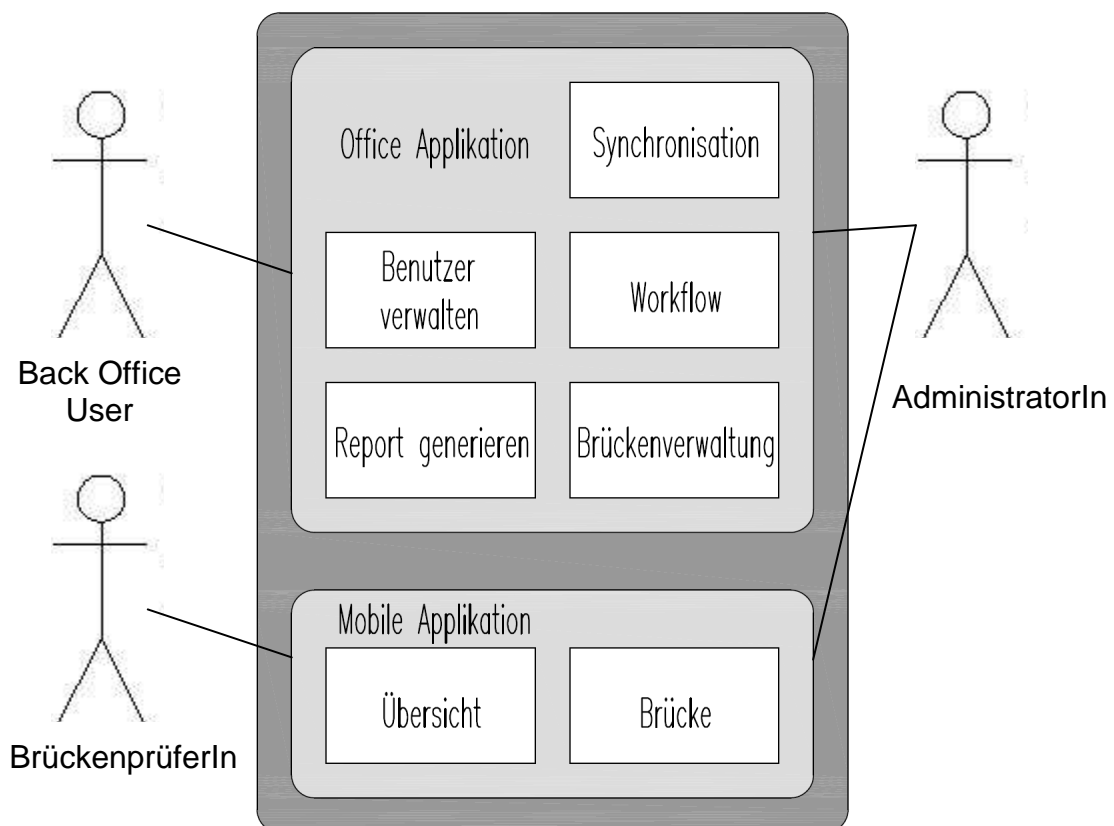 Office Applikation
Synchronisation
Benutzer
verwalten
Workflow
Back Office
User
AdministratorIn
Report generieren
Brückenverwaltung
Mobile Applikation
Übersicht
Brücke
BrückenprüferIn